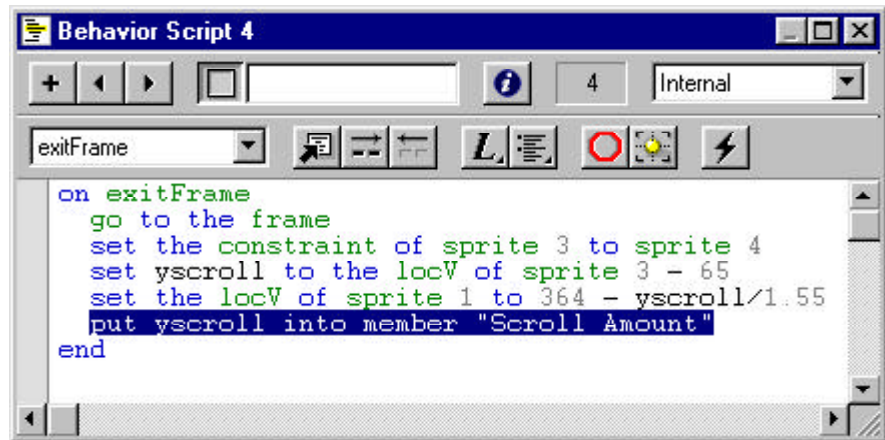 Behavior Script 4
4 Internal
exitFrame L
on exitFrame
go to the frame
set the constraint of sprite 3 to sprite 4
set yscroll to the locV of sprite 3 - 65
set the locV of sprite 1 to 364 - yscroll/1.55
put yscroll into member "Scroll Amount"
end